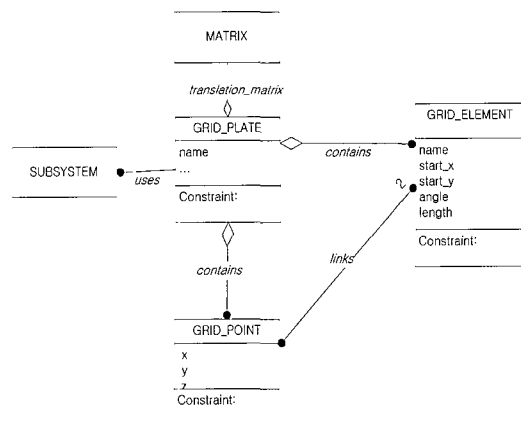 MATRIX
translation_matrix
GRID_PLATE
name
...
Constraint:
contains
GRID_ELEMENT
name
start_x
start_y
angle
length
Constraint:
SUBSYSTEM
uses
2
links
contains
GRID_POINT
x
y
z
Constraint: